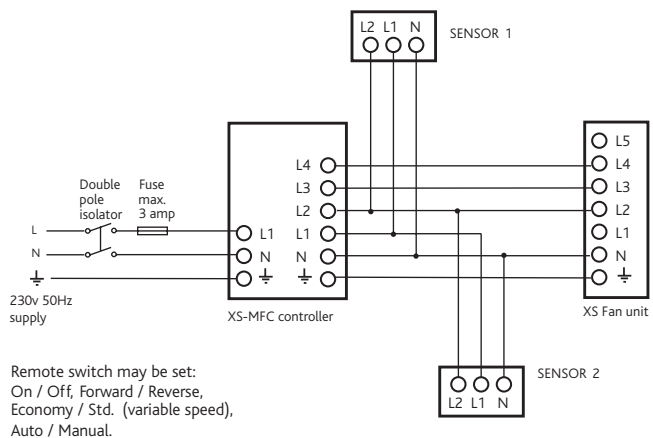 L2 L1 N
SENSOR 1
L5
L4
L4
L3
L3
Double
pole
isolator
Fuse
max.
3 amp
L2
L2
L
L1
L1
L1
N
N
N
N
230v 50Hz
supply
XS-MFC controller
XS Fan unit
Remote switch may be set:
On / Off, Forward / Reverse,
Economy / Std. (variable speed),
Auto / Manual.
SENSOR 2
L2 L1 N